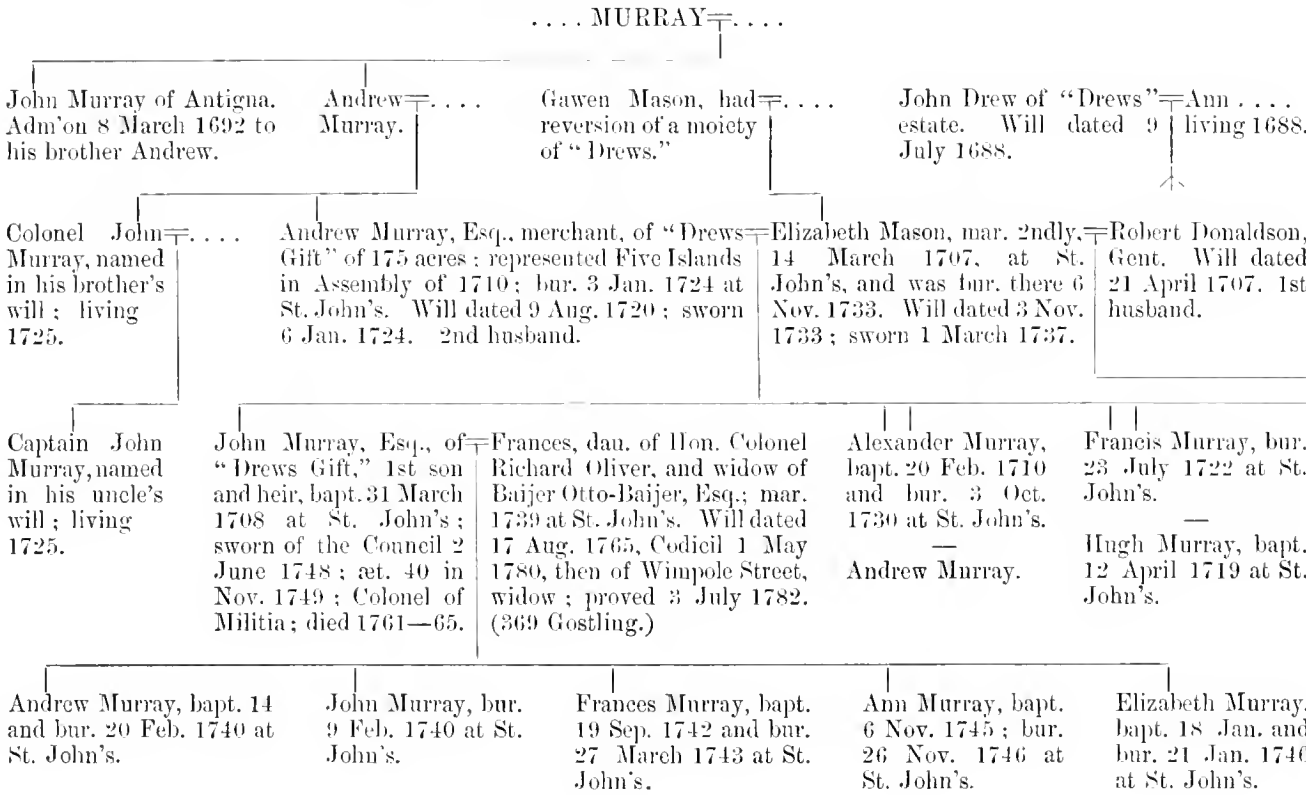 .... MURRAY=....
John Murray of Antigua.
Adm'on 8 March 1692 to
his brother Andrew.
Andrew=....
Murray.
Gawen Mason, had=....
reversion of a moiety
of "Drews."
John Drew of "Drews"=Ann ....
estate. Will dated 9
July 1688.
living 1688.
Colonel John=....
Murray, named
in his brother's
will; living
1725.
Andrew Murray, Esq., merchant, of "Drews=
Gift" of 175 acres; represented Five Islands
in Assembly of 1710; bur. 3 Jan. 1724 at
St. John's. Will dated 9 Aug. 1720; sworn
6 Jan. 1724. 2nd husband.
Elizabeth Mason, mar. 2ndly,=
14 March 1707, at St.
John's, and was bur. there 6
Nov. 1733. Will dated 3 Nov.
1733; sworn 1 March 1737.
Robert Donaldson,
Gent. Will dated
21 April 1707. 1st
husband.
Captain John
Murray, named
in his uncle's
will; living
1725.
John Murray, Esq., of=
"Drews Gift," 1st son
and heir, bapt. 31 March
1708 at St. John's;
sworn of the Council 2
June 1748; æt. 40 in
Nov. 1749; Colonel of
Militia; died 1761—65.
Frances, dau. of Hon. Colonel
Richard Oliver, and widow of
Baijer Otto-Baijer, Esq.; mar.
1739 at St. John's. Will dated
17 Aug. 1765, Codicil 1 May
1780, then of Wimpole Street,
widow; proved 3 July 1782.
(369 Gostling.)
Alexander Murray,
bapt. 20 Feb. 1710
and bur. 3 Oct.
1730 at St. John's.
—
Andrew Murray.
Francis Murray, bur.
23 July 1722 at St.
John's.
—
Hugh Murray, bapt.
12 April 1719 at St.
John's.
Andrew Murray, bapt. 14
and bur. 20 Feb. 1740 at
St. John's.
John Murray, bur.
9 Feb. 1740 at St.
John's.
Frances Murray, bapt.
19 Sep. 1742 and bur.
27 March 1743 at St.
John's.
Ann Murray, bapt.
6 Nov. 1745; bur.
26 Nov. 1746 at
St. John's.
Elizabeth Murray,
bapt. 18 Jan. and
bur. 21 Jan. 1746
at St. John's.